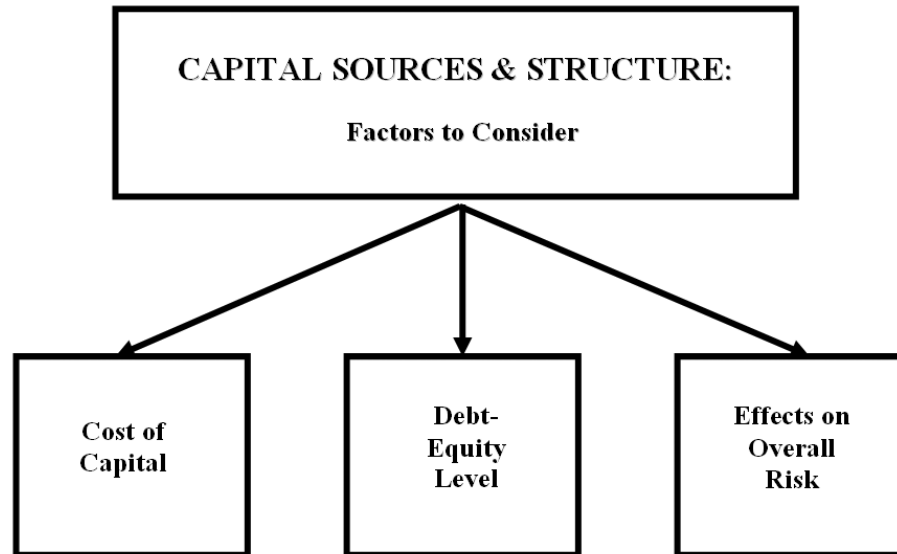 CAPITAL SOURCES & STRUCTURE:
Factors to Consider
Cost of
Capital
Debt-
Equity
Level
Effects on
Overall
Risk